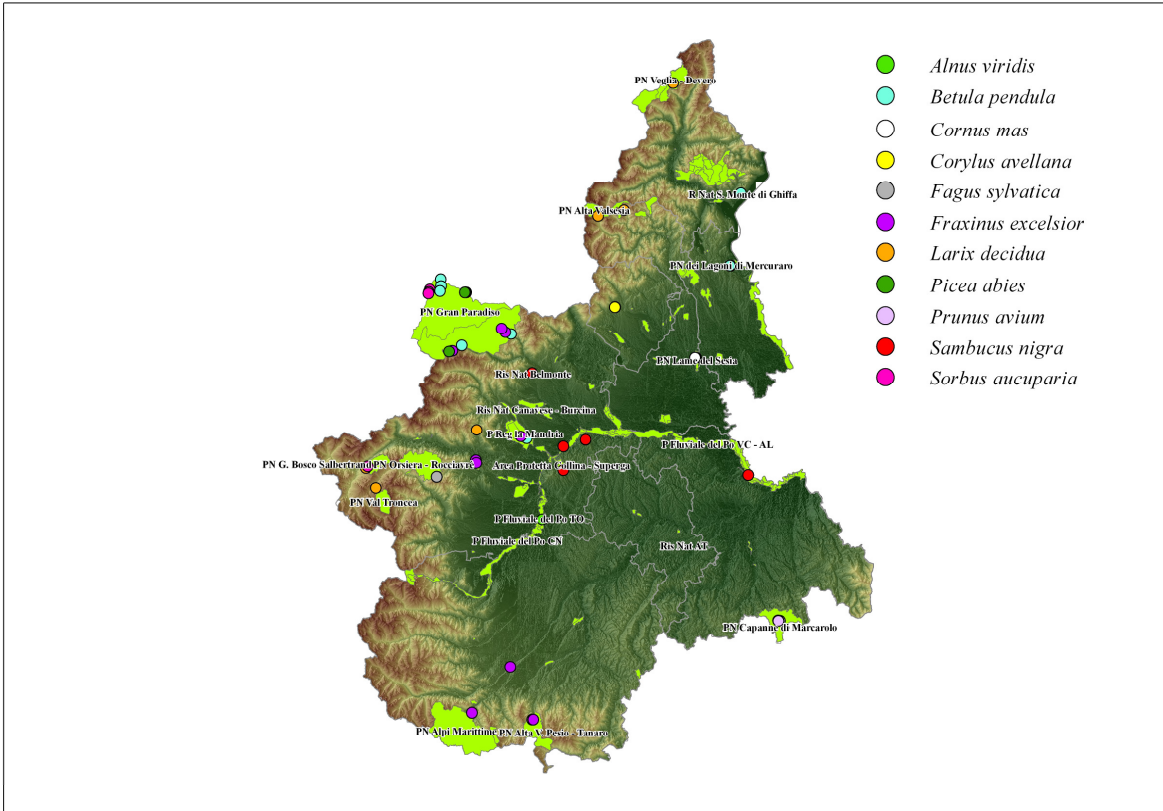 PN Veglia - Devero
Alnus viridis
Betula pendula
Cornus mas
Corylus avellana
Fagus sylvatica
Fraxinus excelsior
Larix decidua
Picea abies
Prunus avium
Sambucus nigra
Sorbus aucuparia
R Nat S. Monte di Ghiffa
PN Alta Valsesia
PN dei Lagoni di Mercuraro
PN Gran Paradiso
PN Lame del Sesia
Ris Nat Belmonte
Ris Nat Canavese - Burcina
P Reg la Mandria
P Fluviale del Po VC - AL
PN G. Bosco Salbertrand
PN Orsiera - Rocciavrè
Area Protetta Collina - Superga
PN Val Troncea
P Fluviale del Po TO
P Fluviale del Po CN
Ris Nat AT
PN Capanne di Marcarolo
PN Alpi Marittime
PN Alta V Pesio - Tanaro